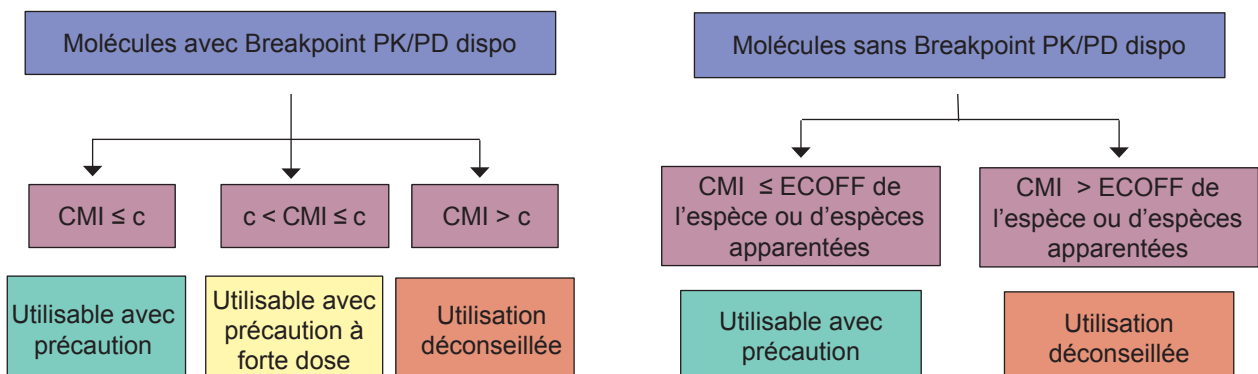 Molécules avec Breakpoint PK/PD dispo
CMI ≤ c
c < CMI ≤ c
CMI > c
Utilisable avec
précaution
Utilisable avec
précaution à
forte dose
Utilisation
déconseillée
Molécules sans Breakpoint PK/PD dispo
CMI ≤ ECOFF de
l'espèce ou d'espèces
apparentées
CMI > ECOFF de
l'espèce ou d'espèces
apparentées
Utilisable avec
précaution
Utilisation
déconseillée